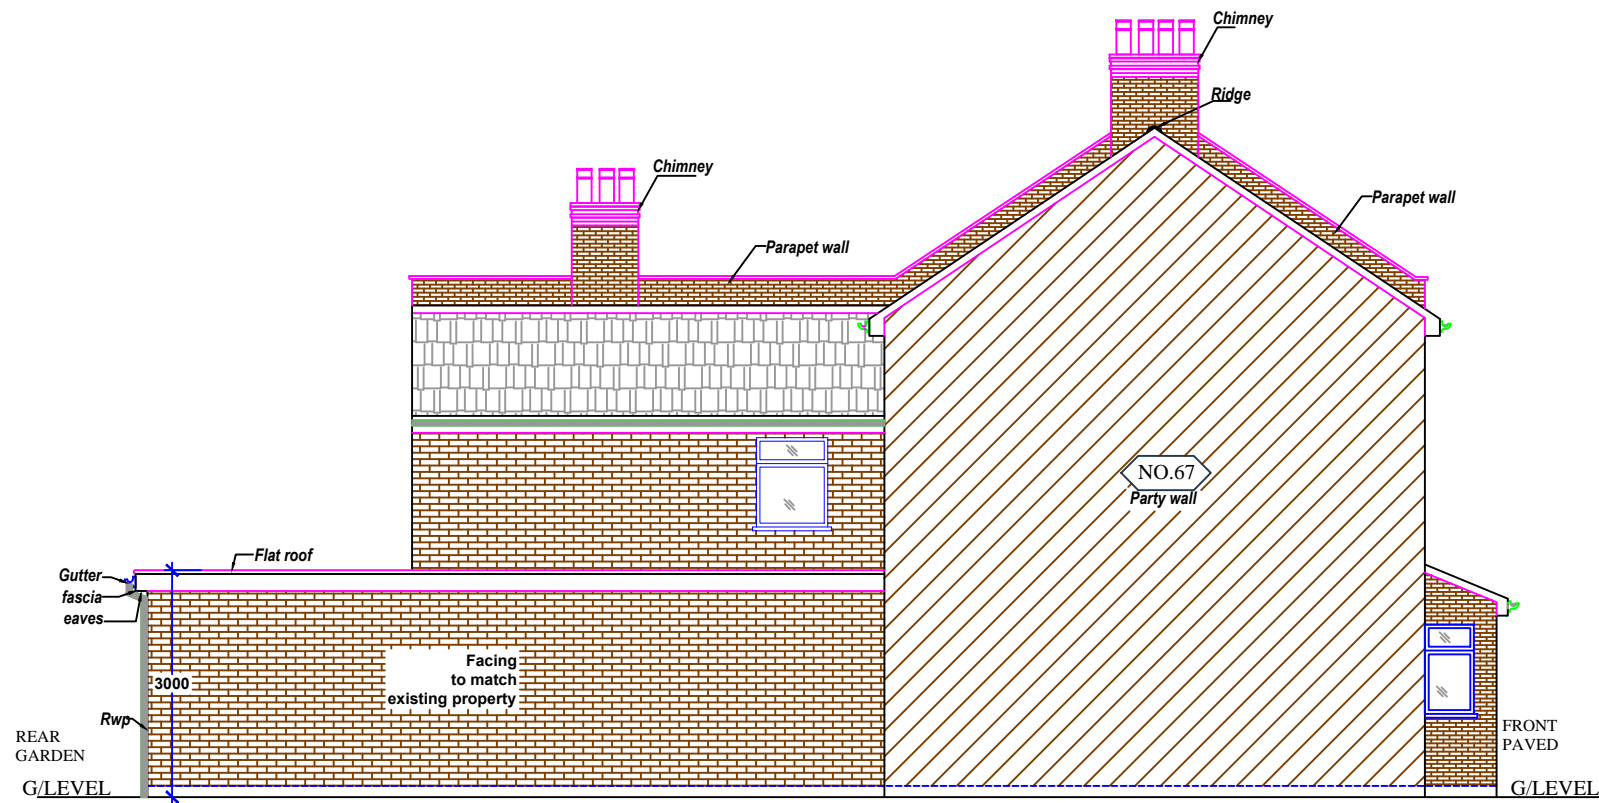 Chimney
Ridge
Chimney
Parapet wall
Parapet wall
NO.67
Party wall
Flat roof
Gutter
fascia
eaves
Facing
to match
existing property
3000
Rwp
REAR
GARDEN
FRONT
PAVED
G/LEVEL
G/LEVEL